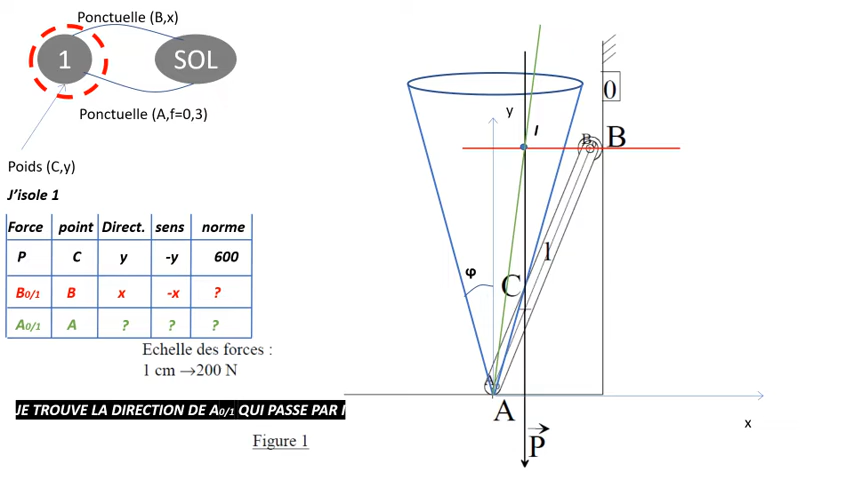 Ponctuelle (B,x)
1
SOL
Ponctuelle (A,f=0,3)
Poids (C,y)
J'isole 1
Force point Direct. sens norme
P C y -y 600
B0/1 B x -x ?
A0/1 A ? ? ?
Echelle des forces :
1 cm →200 N
JE TROUVE LA DIRECTION DE A0/1 QUI PASSE PAR I
Figure 1
0
y
I
B
B
1
φ
C
A
A
x
P